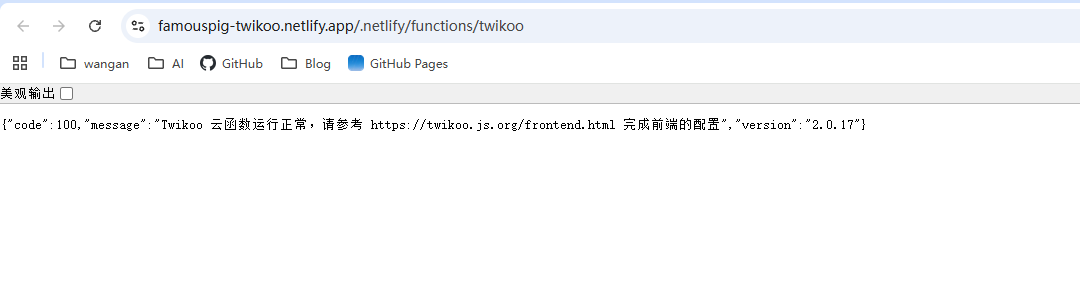 famouspig-twikoo.netlify.app/.netlify/functions/twikoo
wangan AI GitHub Blog GitHub Pages
美观输出
{"code":100,"message":"Twikoo 云函数运行正常，请参考 https://twikoo.js.org/frontend.html 完成前端的配置","version":"2.0.17"}